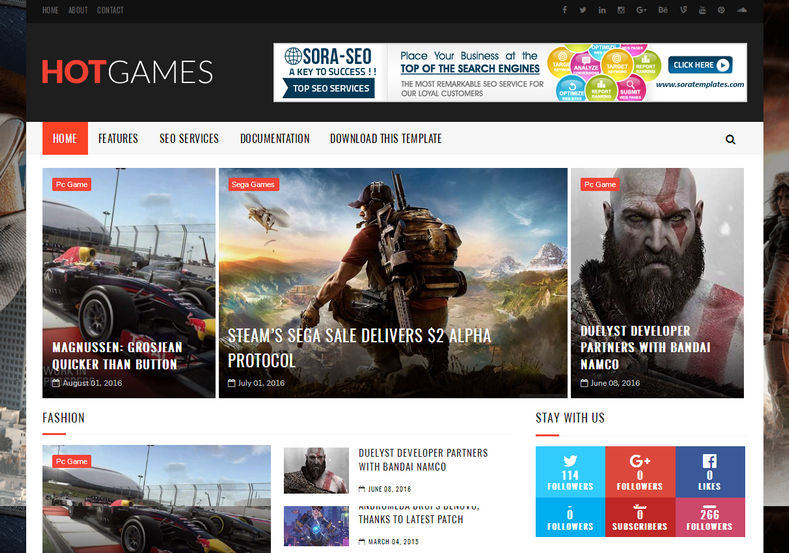 HOME ABOUT CONTACT
HOTGAMES
SORA-SEO
A KEY TO SUCCESS !!
TOP SEO SERVICES
Place Your Business at the
TOP OF THE SEARCH ENGINES
THE MOST REMARKABLE SEO SERVICE FOR
OUR LOYAL CUSTOMERS
CLICK HERE
www.soratemplates.com
HOME FEATURES SEO SERVICES DOCUMENTATION DOWNLOAD THIS TEMPLATE
Pc Game
MAGNUSSEN: GROSJEAN
QUICKER THAN BUTTON
August 01, 2016
Sega Games
STEAM'S SEGA SALE DELIVERS $2 ALPHA
PROTOCOL
July 01, 2016
Pc Game
DUELYST DEVELOPER
PARTNERS WITH BANDAI
NAMCO
June 08, 2016
FASHION
Pc Game
DUELYST DEVELOPER PARTNERS
WITH BANDAI NAMCO
JUNE 08, 2016
THANKS TO LATEST PATCH
MARCH 04, 2015
STAY WITH US
114
FOLLOWERS
0
FOLLOWERS
0
LIKES
0
FOLLOWERS
0
SUBSCRIBERS
266
FOLLOWERS